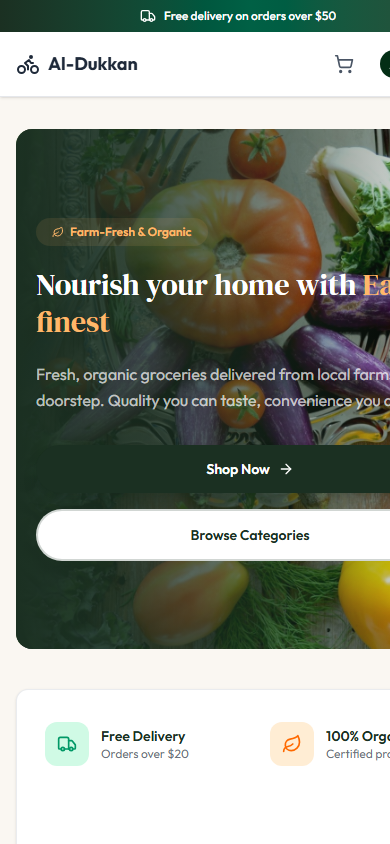 Free delivery on orders over $50
Al-Dukkan
Farm-Fresh & Organic
Nourish your home with
finest
Fresh, organic groceries delivered from local
doorstep. Quality you can taste, convenience you
Shop Now
Browse Categories
Free Delivery
100%
Orders over $20
Certified